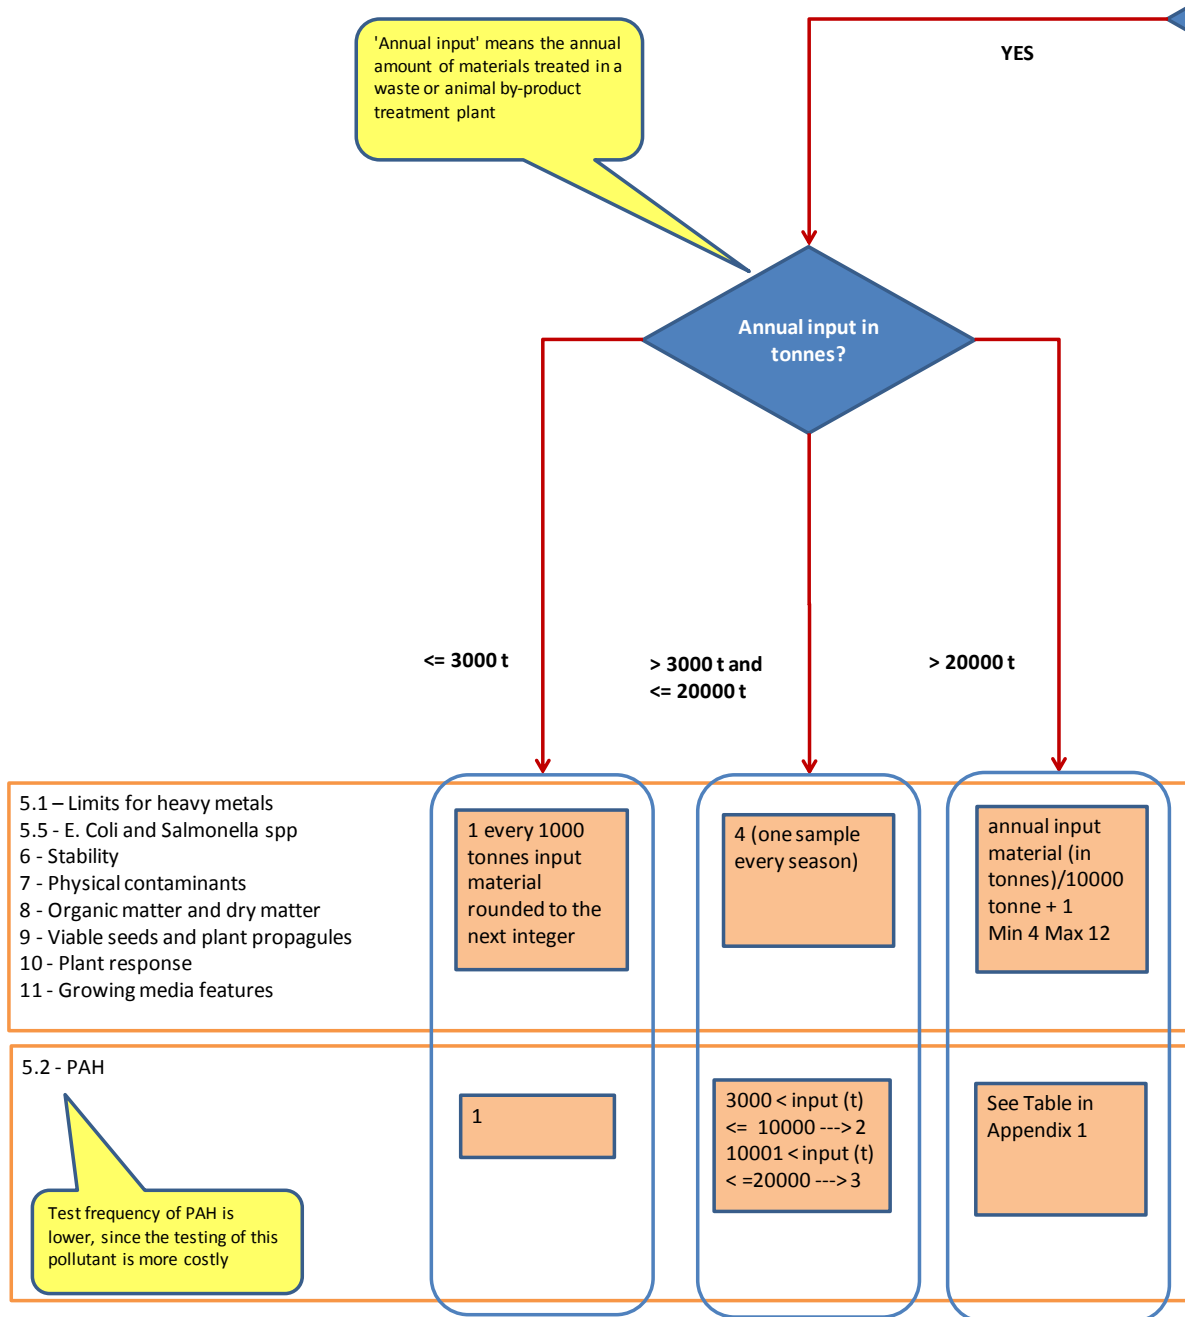 'Annual input' means the annual
amount of materials treated in a
waste or animal by-product
treatment plant
YES
Annual input in
tonnes?
<= 3000 t
> 3000 t and
<= 20000 t
> 20000 t
5.1 – Limits for heavy metals
5.5 - E. Coli and Salmonella spp
6 - Stability
7 - Physical contaminants
8 - Organic matter and dry matter
9 - Viable seeds and plant propagules
10 - Plant response
11 - Growing media features
1 every 1000
tonnes input
material
rounded to the
next integer
4 (one sample
every season)
annual input
material (in
tonnes)/10000
tonne + 1
Min 4 Max 12
5.2 - PAH
1
3000 < input (t)
<= 10000 ---> 2
10001 < input (t)
< =20000 ---> 3
See Table in
Appendix 1
Test frequency of PAH is
lower, since the testing of this
pollutant is more costly